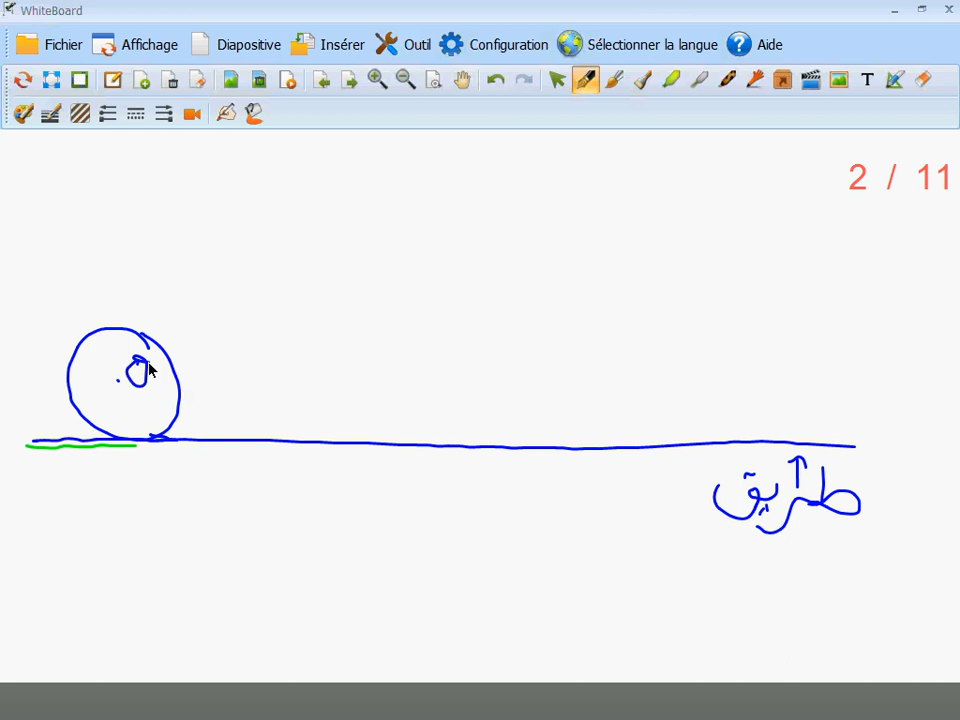 WhiteBoard
Fichier Affichage Diapositive Insérer Outil Configuration Sélectionner la langue Aide
T
2 / 11
O
طريق